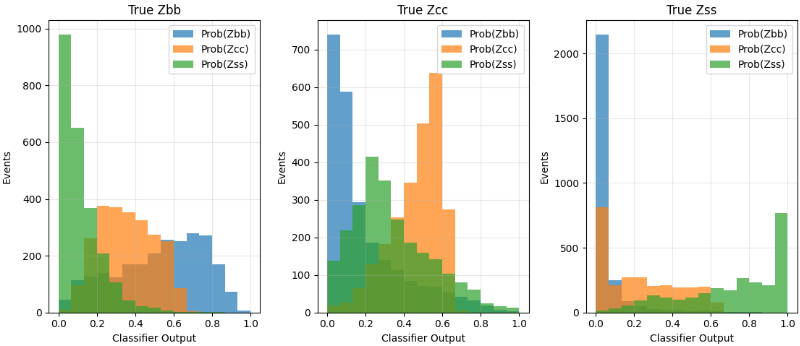 True Zbb
Prob(Zbb)
Prob(Zcc)
Prob(Zss)
1000
800
600
400
200
0
Events
0.0 0.2 0.4 0.6 0.8 1.0
Classifier Output
True Zcc
Prob(Zbb)
Prob(Zcc)
Prob(Zss)
700
600
500
400
300
200
100
0
Events
0.0 0.2 0.4 0.6 0.8 1.0
Classifier Output
True Zss
Prob(Zbb)
Prob(Zcc)
Prob(Zss)
2000
1500
1000
500
0
Events
0.0 0.2 0.4 0.6 0.8 1.0
Classifier Output